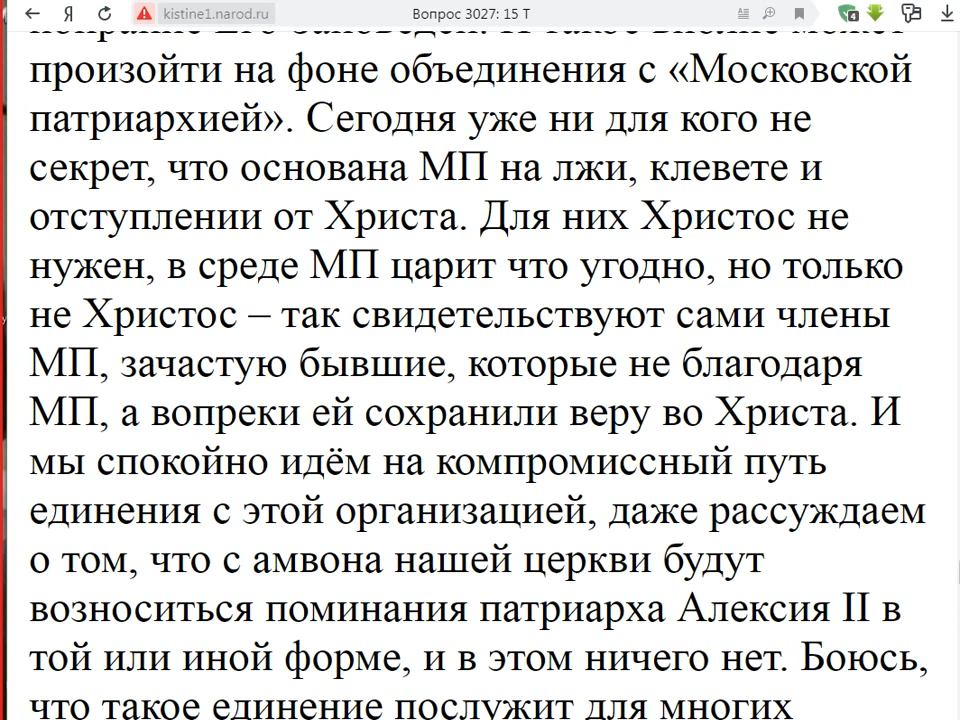 Я kistine1.narod.ru Вопрос 3027: 15 Т 4
произойти на фоне объединения с «Московской
патриархией». Сегодня уже ни для кого не
секрет, что основана МП на лжи, клевете и
отступлении от Христа. Для них Христос не
нужен, в среде МП царит что угодно, но только
не Христос – так свидетельствуют сами члены
МП, зачастую бывшие, которые не благодаря
МП, а вопреки ей сохранили веру во Христа. И
мы спокойно идём на компромиссный путь
единения с этой организацией, даже рассуждаем
о том, что с амвона нашей церкви будут
возноситься поминания патриарха Алексия II в
той или иной форме, и в этом ничего нет. Боюсь,
что такое единение послужит для многих